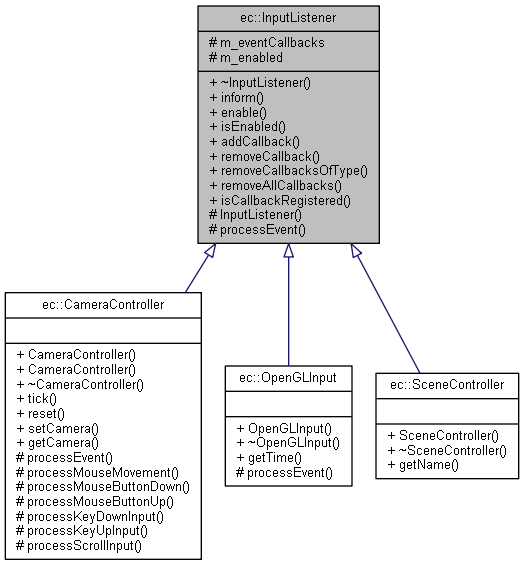 ec::InputListener
# m_eventCallbacks
# m_enabled
+ ~InputListener()
+ inform()
+ enable()
+ isEnabled()
+ addCallback()
+ removeCallback()
+ removeCallbacksOfType()
+ removeAllCallbacks()
+ isCallbackRegistered()
# InputListener()
# processEvent()
ec::CameraController
+ CameraController()
+ CameraController()
+ ~CameraController()
+ tick()
+ reset()
+ setCamera()
+ getCamera()
# processEvent()
# processMouseMovement()
# processMouseButtonDown()
# processMouseButtonUp()
# processKeyDownInput()
# processKeyUpInput()
# processScrollInput()
ec::OpenGLInput
+ OpenGLInput()
+ ~OpenGLInput()
+ getTime()
# processEvent()
ec::SceneController
+ SceneController()
+ ~SceneController()
+ getName()